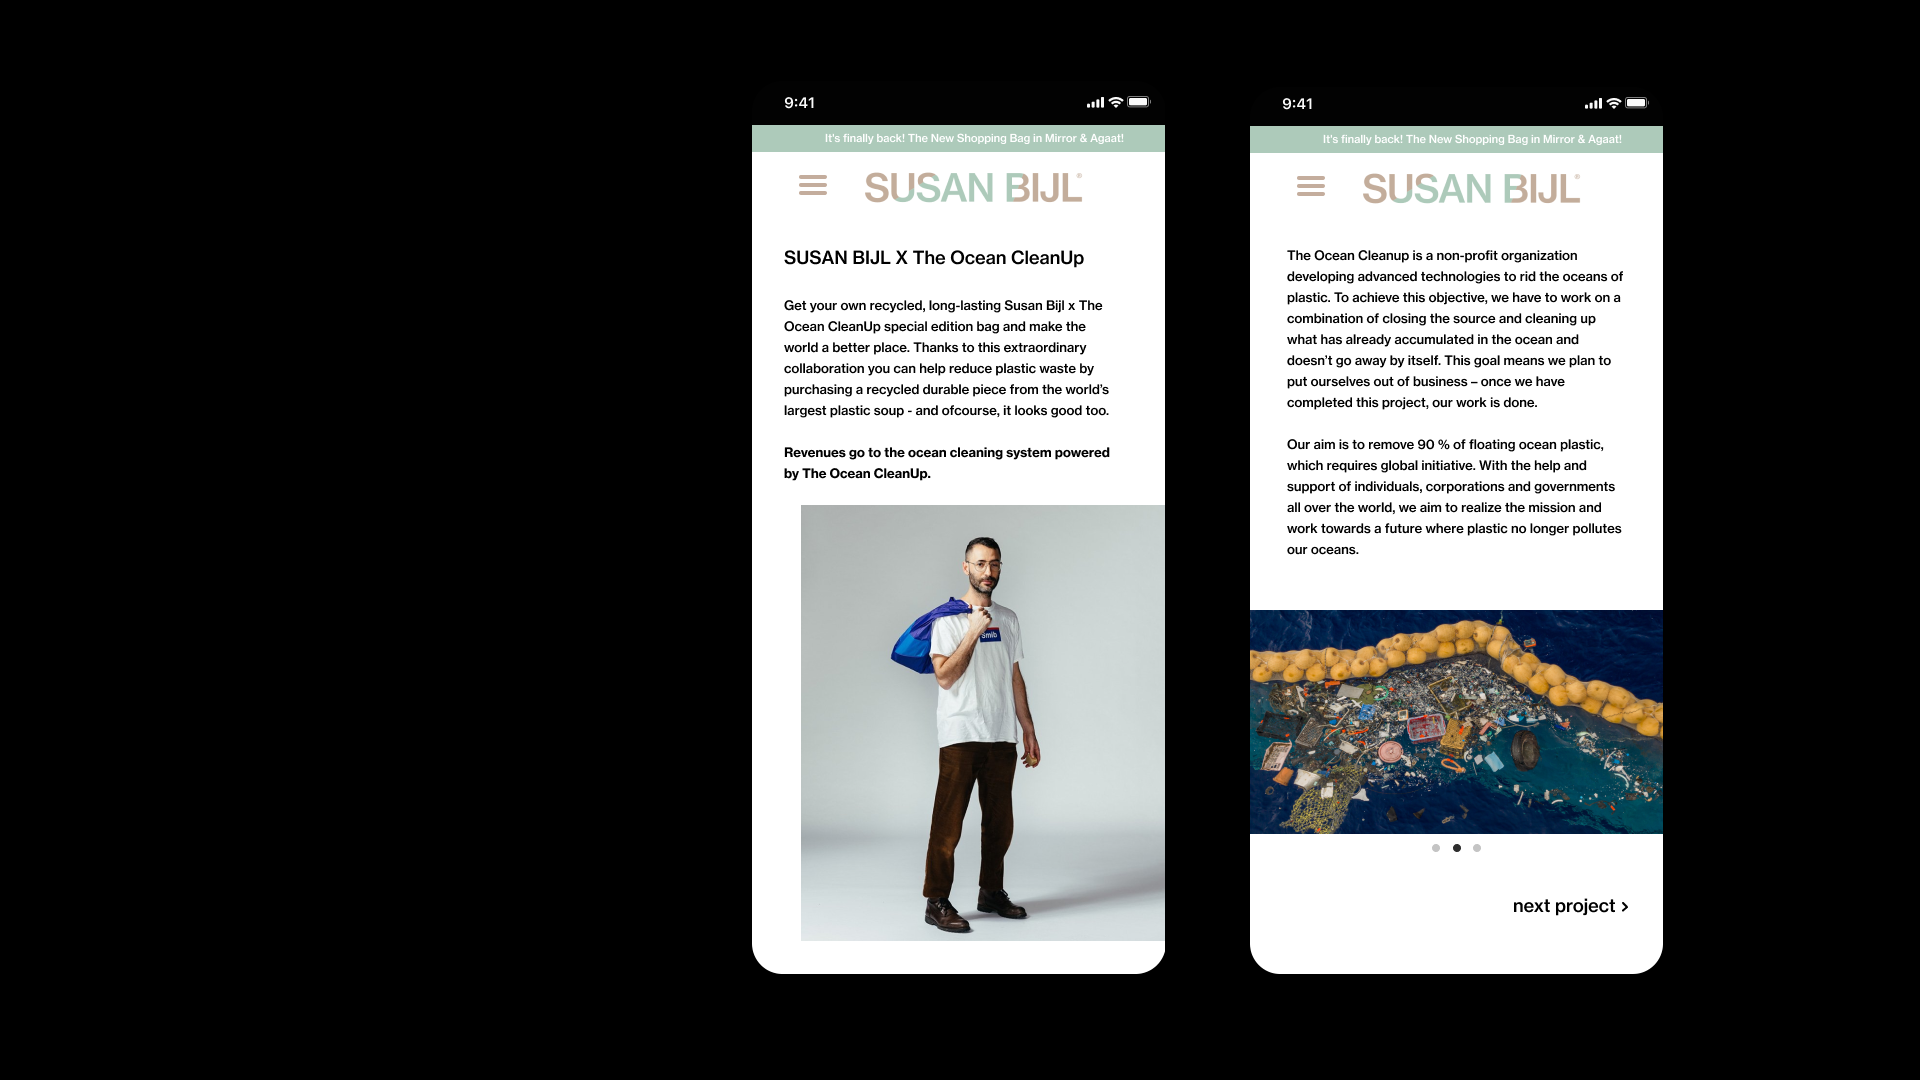 9:41
It's finally back! The New Shopping Bag in Mirror & Agaat!
SUSAN BIJL®
SUSAN BIJL X The Ocean CleanUp
Get your own recycled, long-lasting Susan Bijl x The
Ocean CleanUp special edition bag and make the
world a better place. Thanks to this extraordinary
collaboration you can help reduce plastic waste by
purchasing a recycled durable piece from the world's
largest plastic soup - and ofcourse, it looks good too.
Revenues go to the ocean cleaning system powered
by The Ocean CleanUp.
Smib
9:41
It's finally back! The New Shopping Bag in Mirror & Agaat!
SUSAN BIJL®
The Ocean Cleanup is a non-profit organization
developing advanced technologies to rid the oceans of
plastic. To achieve this objective, we have to work on a
combination of closing the source and cleaning up
what has already accumulated in the ocean and
doesn't go away by itself. This goal means we plan to
put ourselves out of business – once we have
completed this project, our work is done.
Our aim is to remove 90 % of floating ocean plastic,
which requires global initiative. With the help and
support of individuals, corporations and governments
all over the world, we aim to realize the mission and
work towards a future where plastic no longer pollutes
our oceans.
next project >